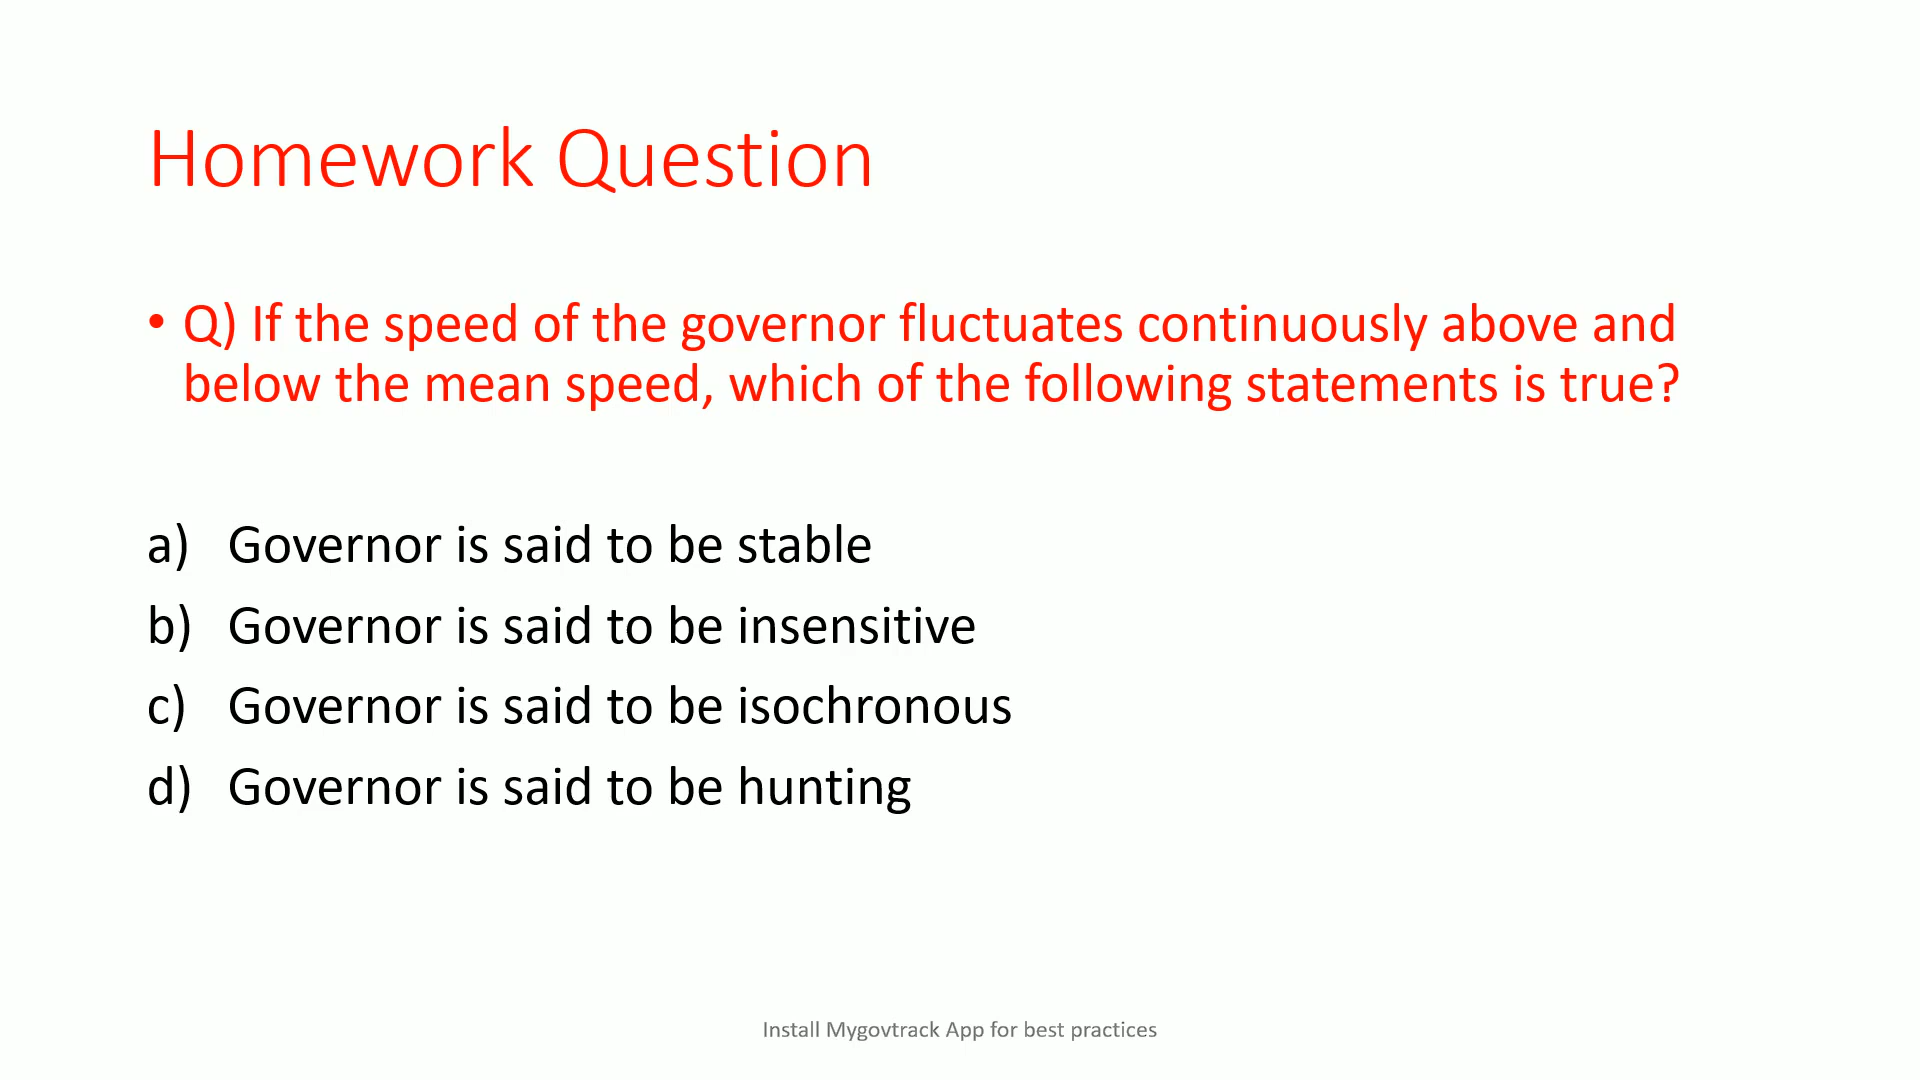 Homework Question
• Q) If the speed of the governor fluctuates continuously above and
below the mean speed, which of the following statements is true?
a) Governor is said to be stable
b) Governor is said to be insensitive
c) Governor is said to be isochronous
d) Governor is said to be hunting
Install Mygovtrack App for best practices